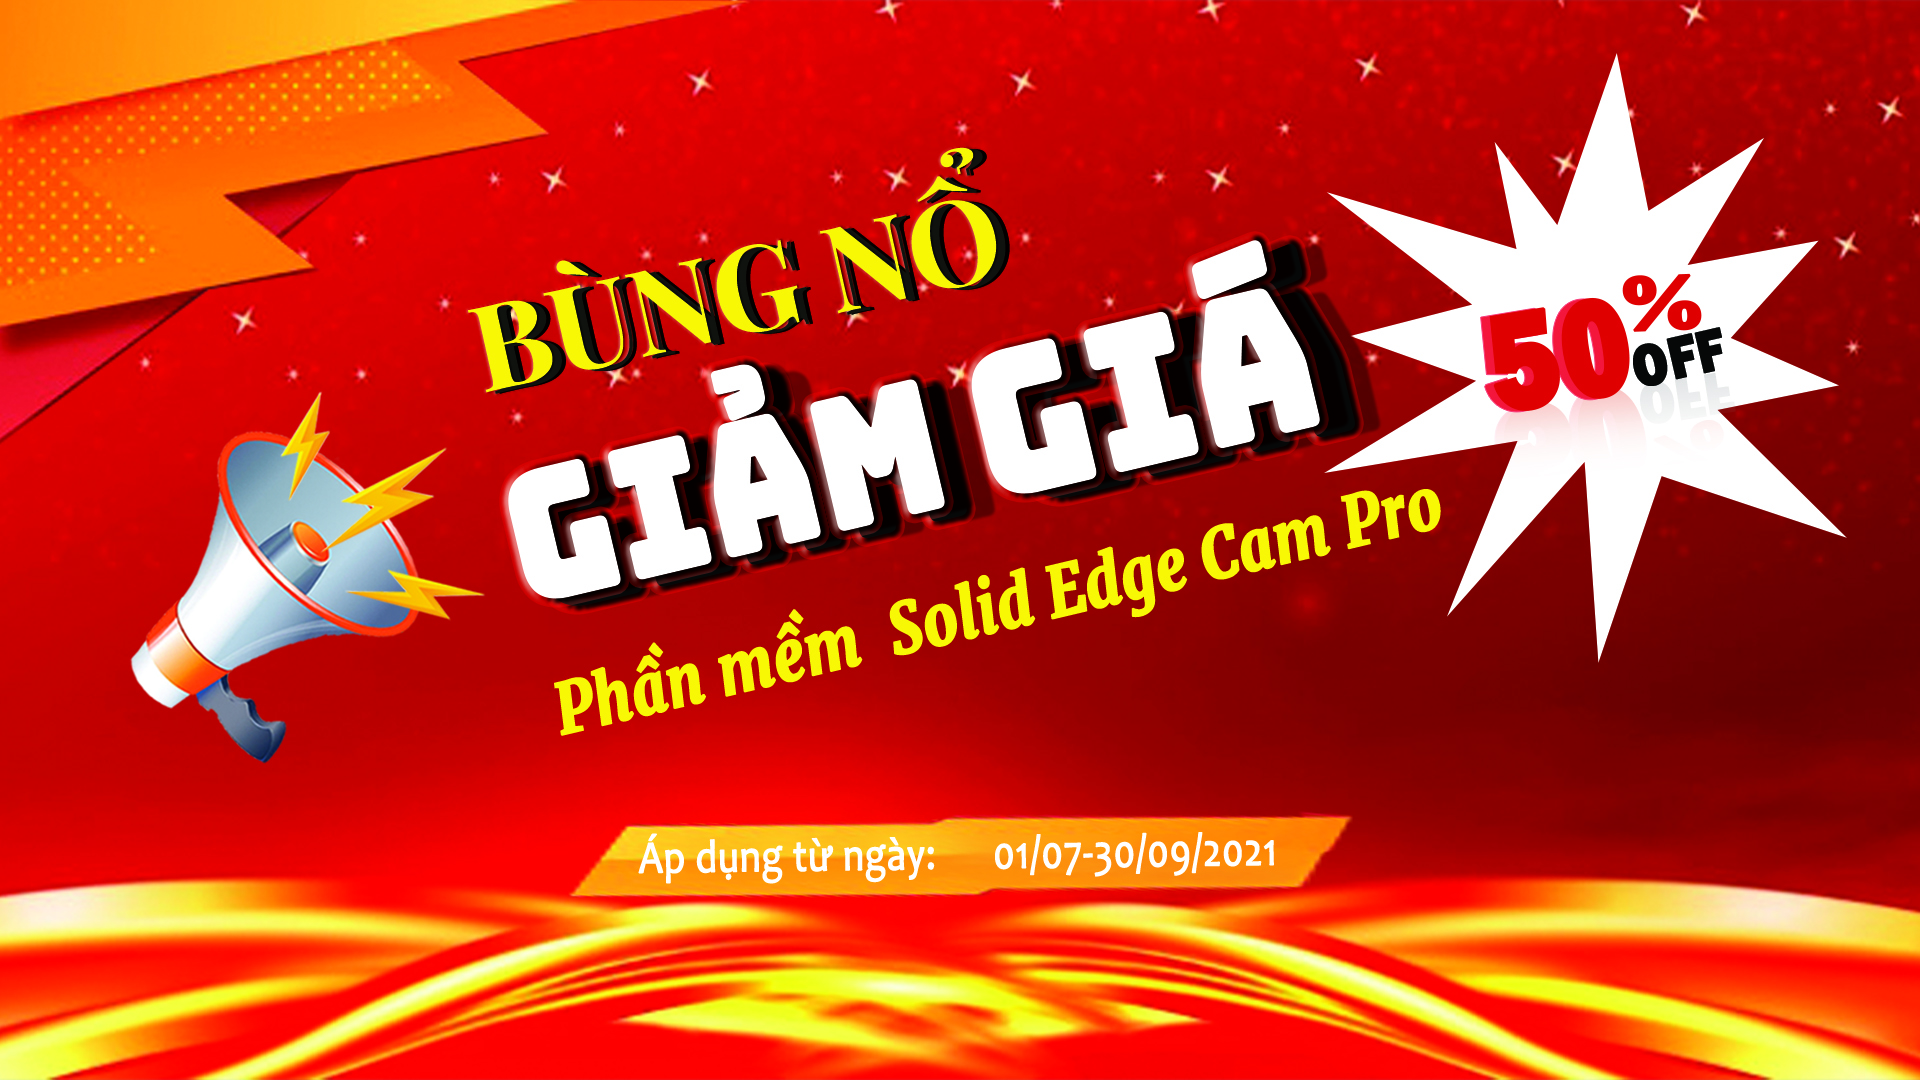 BÙNG NỔ
GIẢM GIÁ
50% OFF
Phần mềm Solid Edge Cam Pro
Áp dụng từ ngày: 01/07-30/09/2021